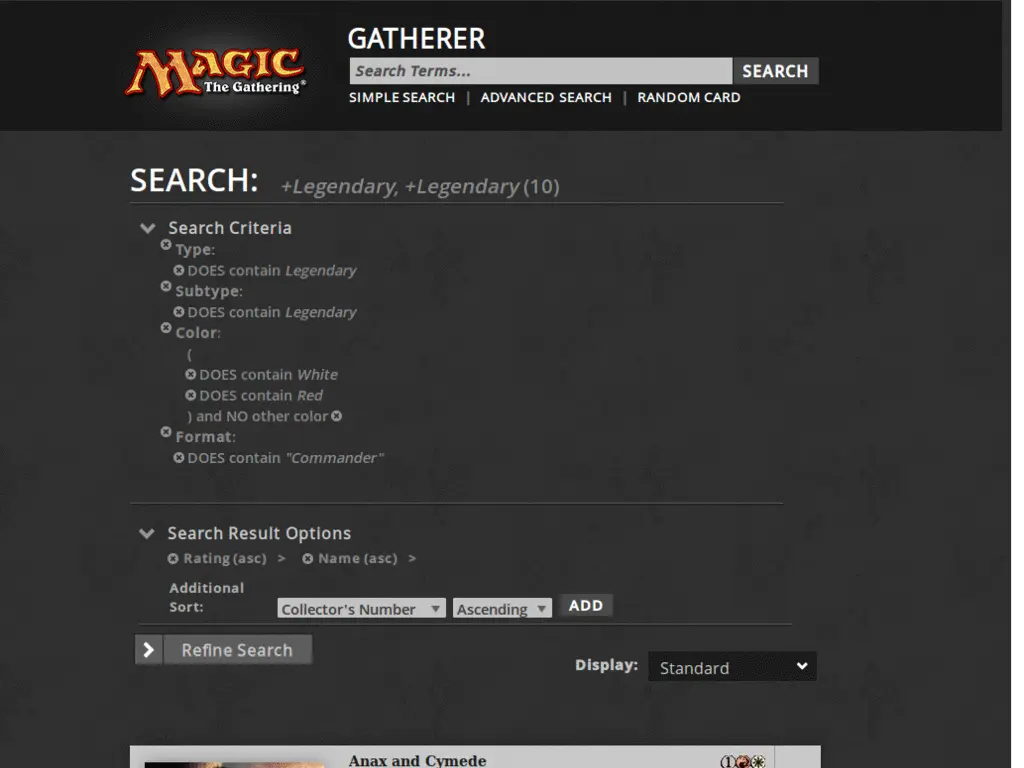 MAGIC
The Gathering®
GATHERER
Search Terms...
SEARCH
SIMPLE SEARCH | ADVANCED SEARCH | RANDOM CARD
SEARCH: +Legendary, +Legendary (10)
Search Criteria
Type:
DOES contain Legendary
Subtype:
DOES contain Legendary
Color:
(
DOES contain White
DOES contain Red
) and NO other color
Format:
DOES contain "Commander"
Search Result Options
Rating (asc) > Name (asc) >
Additional
Sort:
Collector's Number
Ascending
ADD
Refine Search
Display:
Standard
Anax and Cymede
1